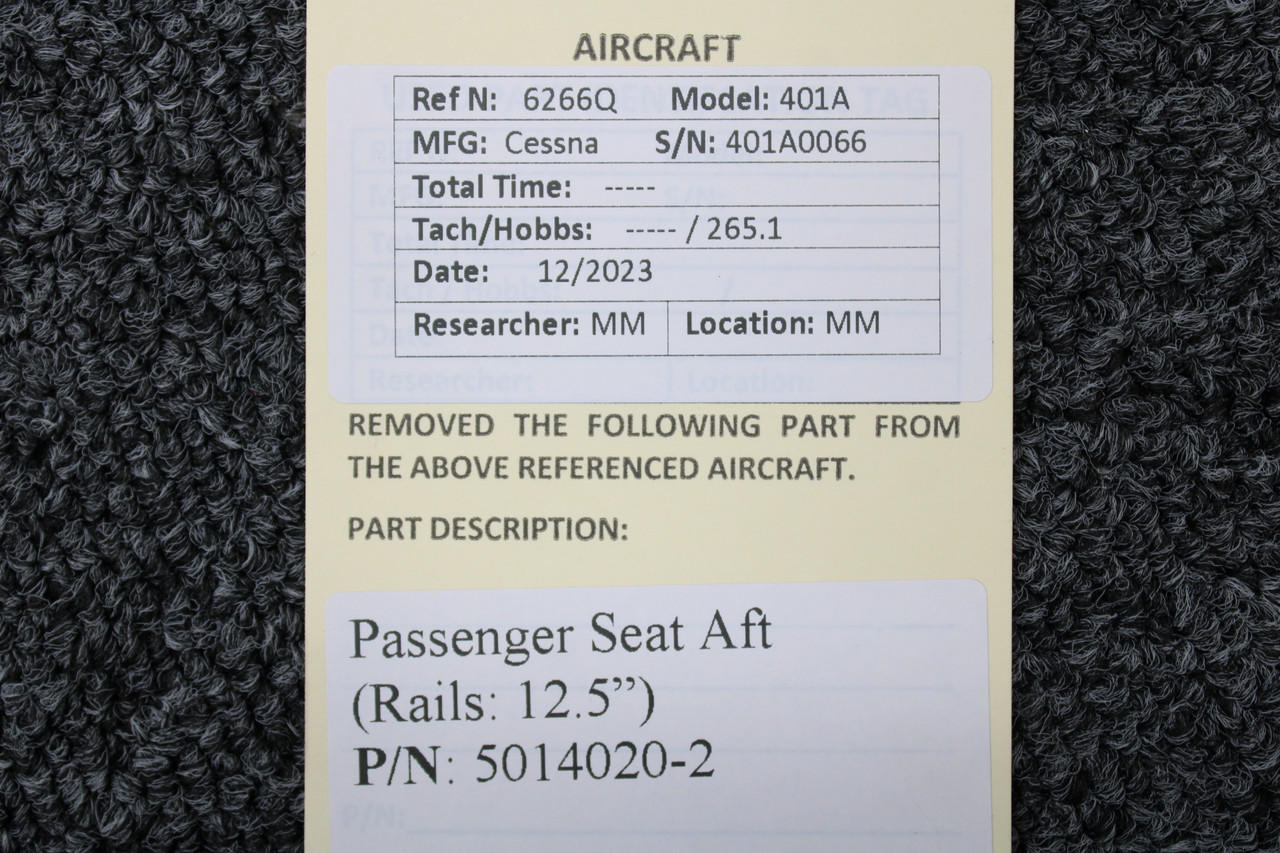 AIRCRAFT
Ref N: 6266Q Model: 401A
MFG: Cessna S/N: 401A0066
Total Time: -----
Tach/Hobbs: ----- / 265.1
Date: 12/2023
Researcher: MM Location: MM
REMOVED THE FOLLOWING PART FROM
THE ABOVE REFERENCED AIRCRAFT.
PART DESCRIPTION:
Passenger Seat Aft
(Rails: 12.5”)
P/N: 5014020-2
P/N: